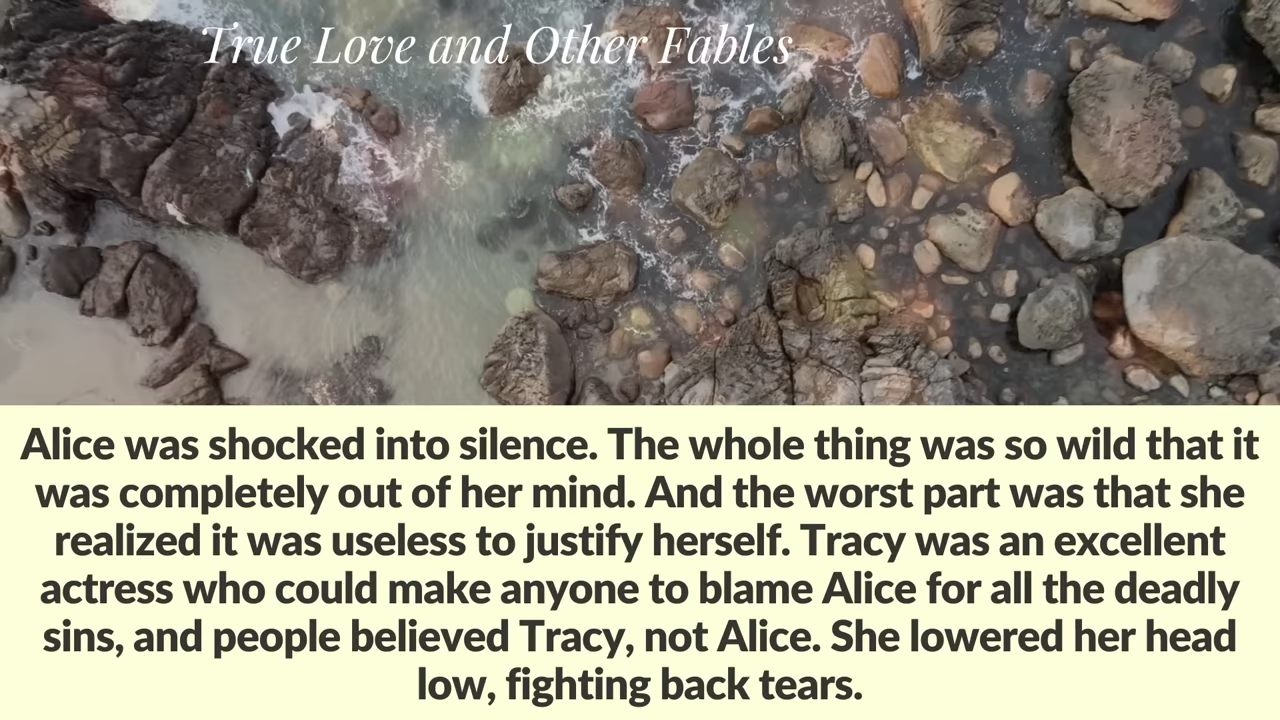 True Love and Other Fables
Alice was shocked into silence. The whole thing was so wild that it
was completely out of her mind. And the worst part was that she
realized it was useless to justify herself. Tracy was an excellent
actress who could make anyone to blame Alice for all the deadly
sins, and people believed Tracy, not Alice. She lowered her head
low, fighting back tears.